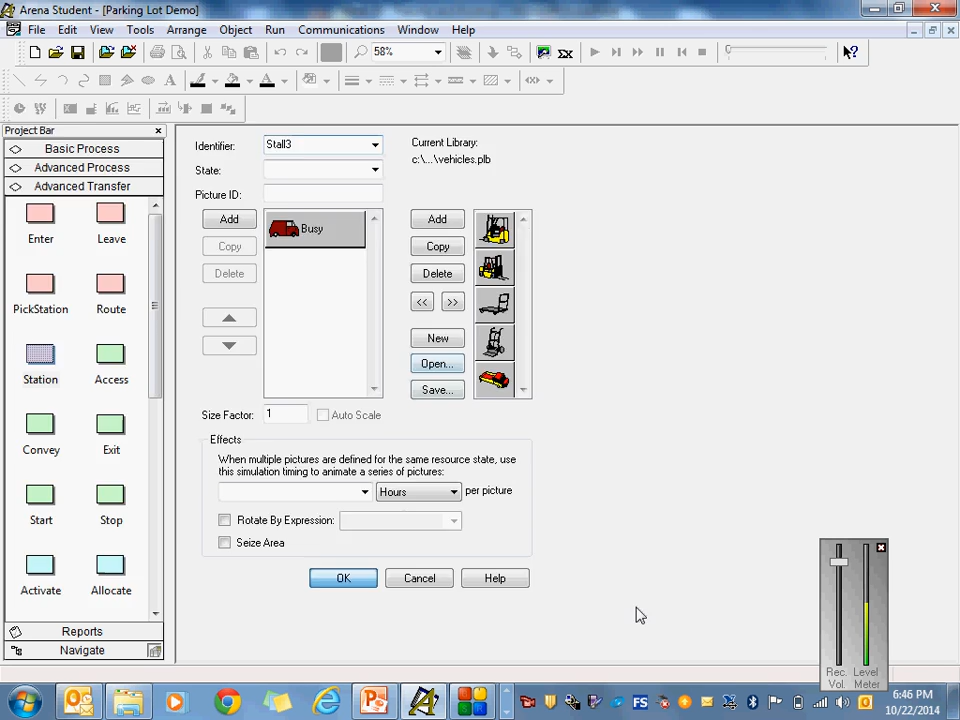 Arena Student - [Parking Lot Demo]
File Edit View Tools Arrange Object Run Communications Window Help
58%
Project Bar
Basic Process
Advanced Process
Advanced Transfer
Enter Leave
PickStation Route
Station Access
Convey Exit
Start Stop
Activate Allocate
Reports
Navigate
Identifier: Stall3
State:
Picture ID:
Current Library:
c:\...\vehicles.plb
Add
Copy
Delete
Busy
Add
Copy
Delete
<< >>
New
Open...
Save...
Size Factor: 1 Auto Scale
Effects
When multiple pictures are defined for the same resource state, use
this simulation timing to animate a series of pictures:
Hours per picture
Rotate By Expression:
Seize Area
OK Cancel Help
Rec. Level
Vol. Meter
FS
6:46 PM
10/22/2014